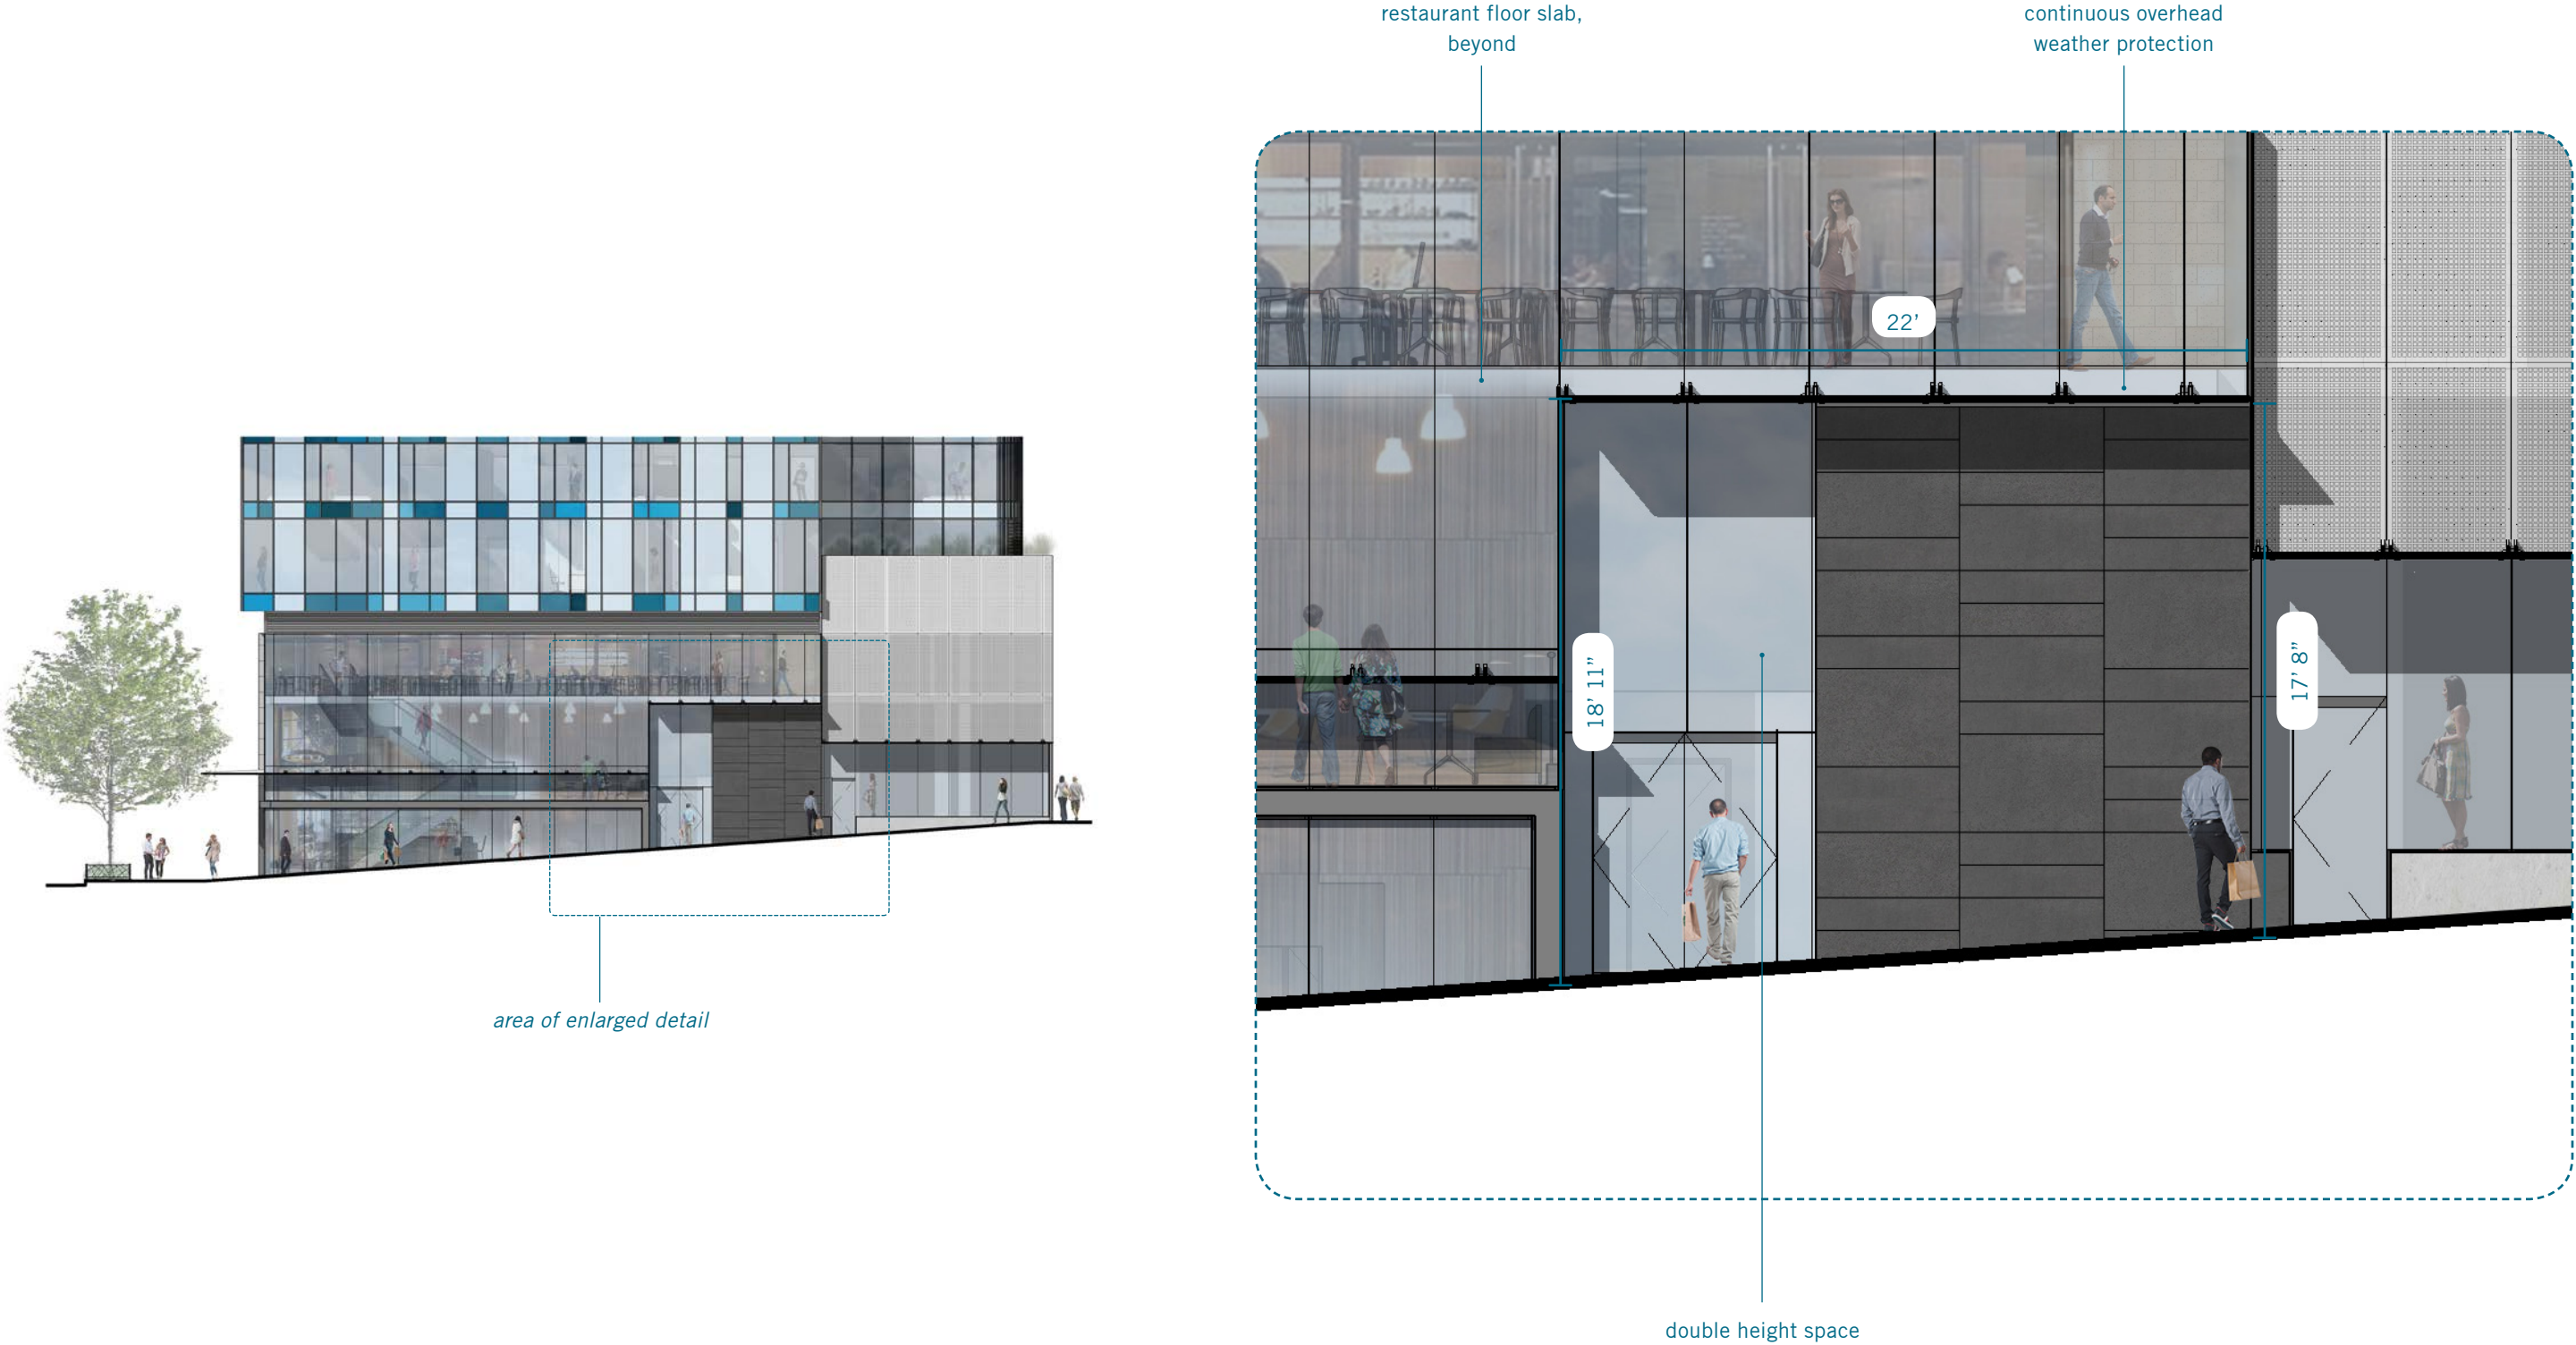 restaurant floor slab,
beyond
continuous overhead
weather protection
22’
18’ 11”
17’ 8”
area of enlarged detail
double height space